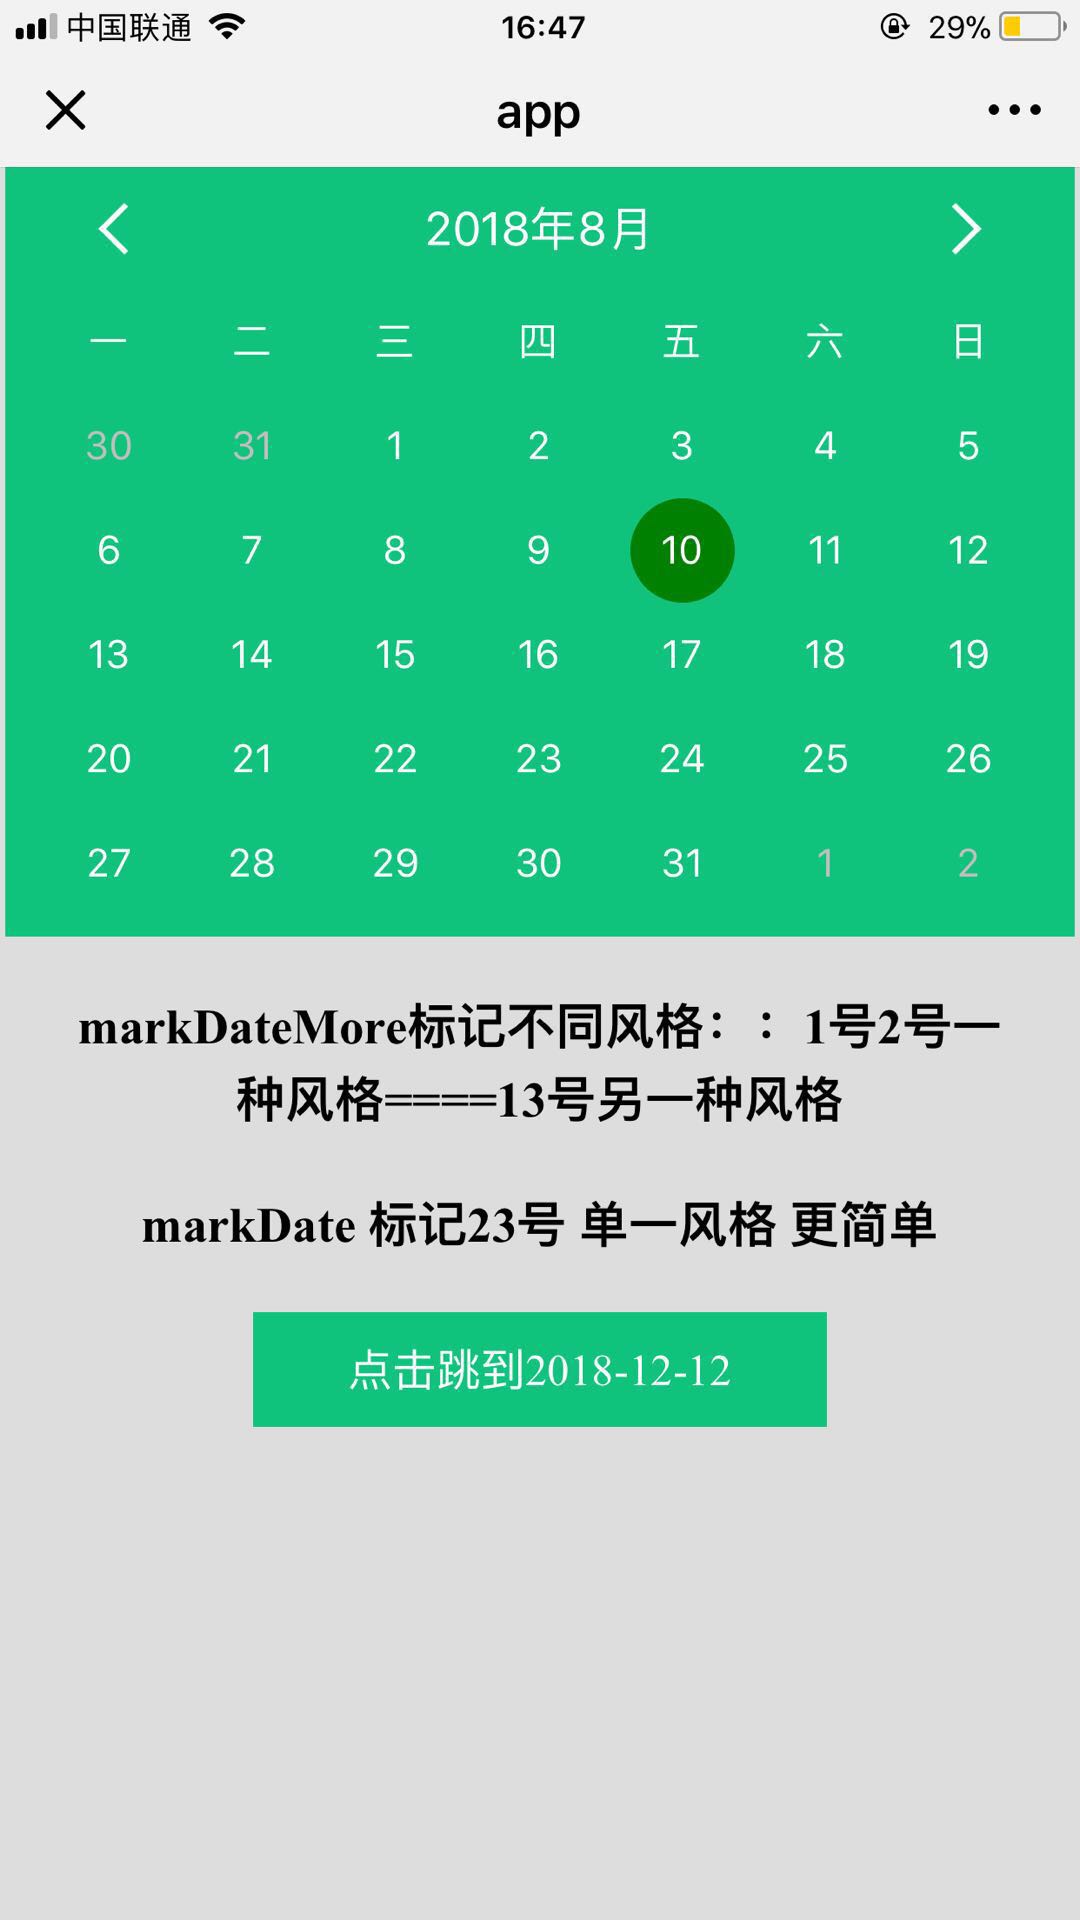 中国联通 16:47 29%
app
2018年8月
一 二 三 四 五 六 日
30 31 1 2 3 4 5
6 7 8 9 10 11 12
13 14 15 16 17 18 19
20 21 22 23 24 25 26
27 28 29 30 31 1 2
markDateMore标记不同风格：：1号2号一
种风格====13号另一种风格
markDate 标记23号 单一风格 更简单
点击跳到2018-12-12